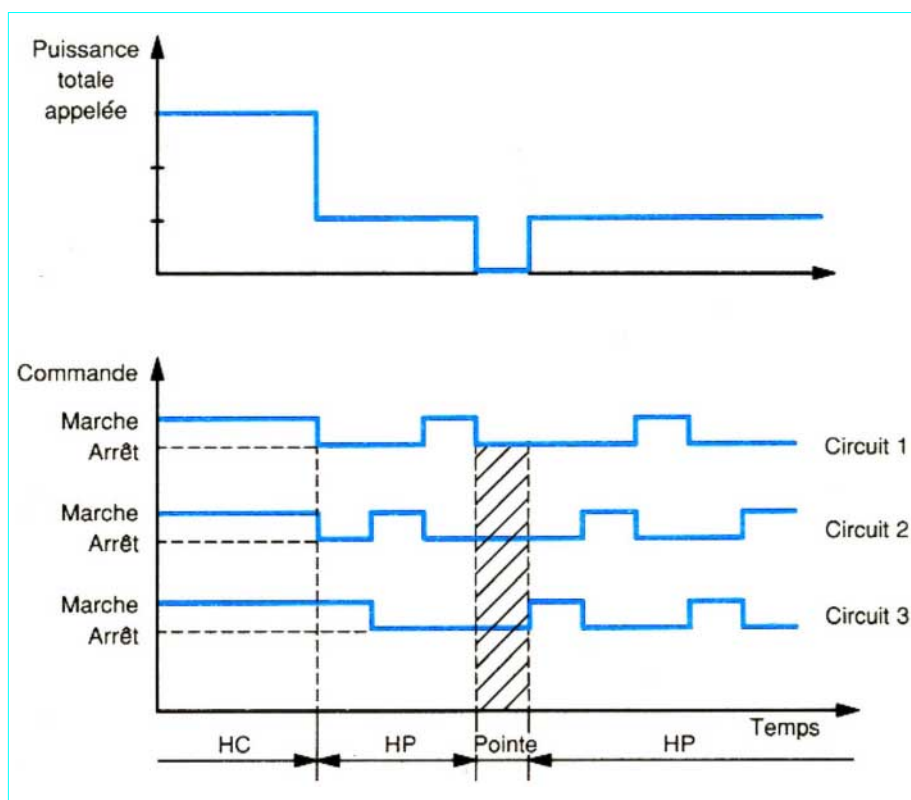 Puissance
totale
appelée
Commande
Marche
Arrêt
Circuit 1
Marche
Arrêt
Circuit 2
Marche
Arrêt
Circuit 3
Temps
HC
HP
Pointe
HP